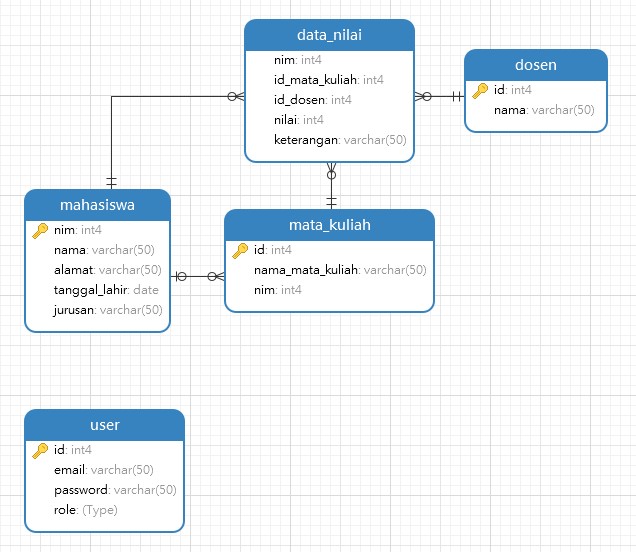 data_nilai
nim: int4
id_mata_kuliah: int4
id_dosen: int4
nilai: int4
keterangan: varchar(50)
dosen
id: int4
nama: varchar(50)
mahasiswa
nim: int4
nama: varchar(50)
alamat: varchar(50)
tanggal_lahir: date
jurusan: varchar(50)
mata_kuliah
id: int4
nama_mata_kuliah: varchar(50)
nim: int4
user
id: int4
email: varchar(50)
password: varchar(50)
role: (Type)